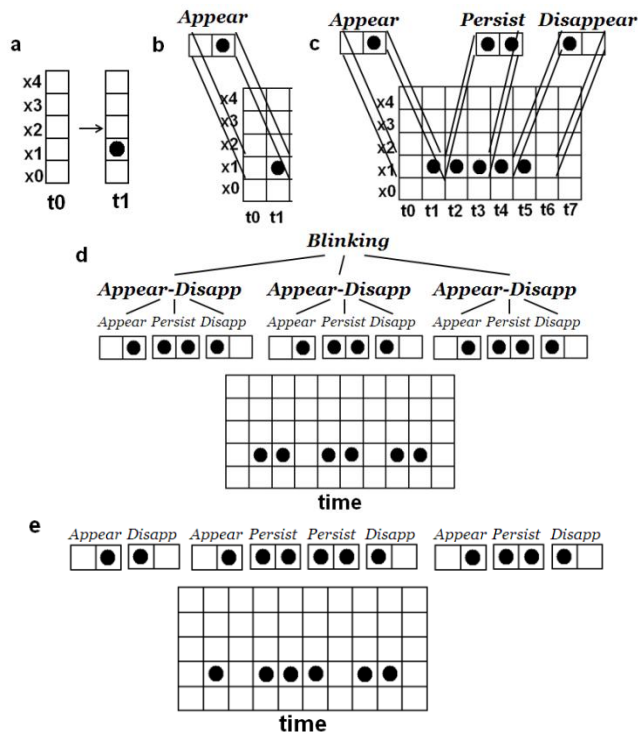 a
x4
x3
x2
x1
x0
t0
t1
b
Appear
x4
x3
x2
x1
x0
t0 t1
c
Appear Persist Disappear
x4
x3
x2
x1
x0
t0 t1 t2 t3 t4 t5 t6 t7
d
Blinking
Appear-Disapp Appear-Disapp Appear-Disapp
Appear Persist Disapp Appear Persist Disapp Appear Persist Disapp
time
e
Appear Disapp Appear Persist Persist Disapp Appear Persist Disapp
time